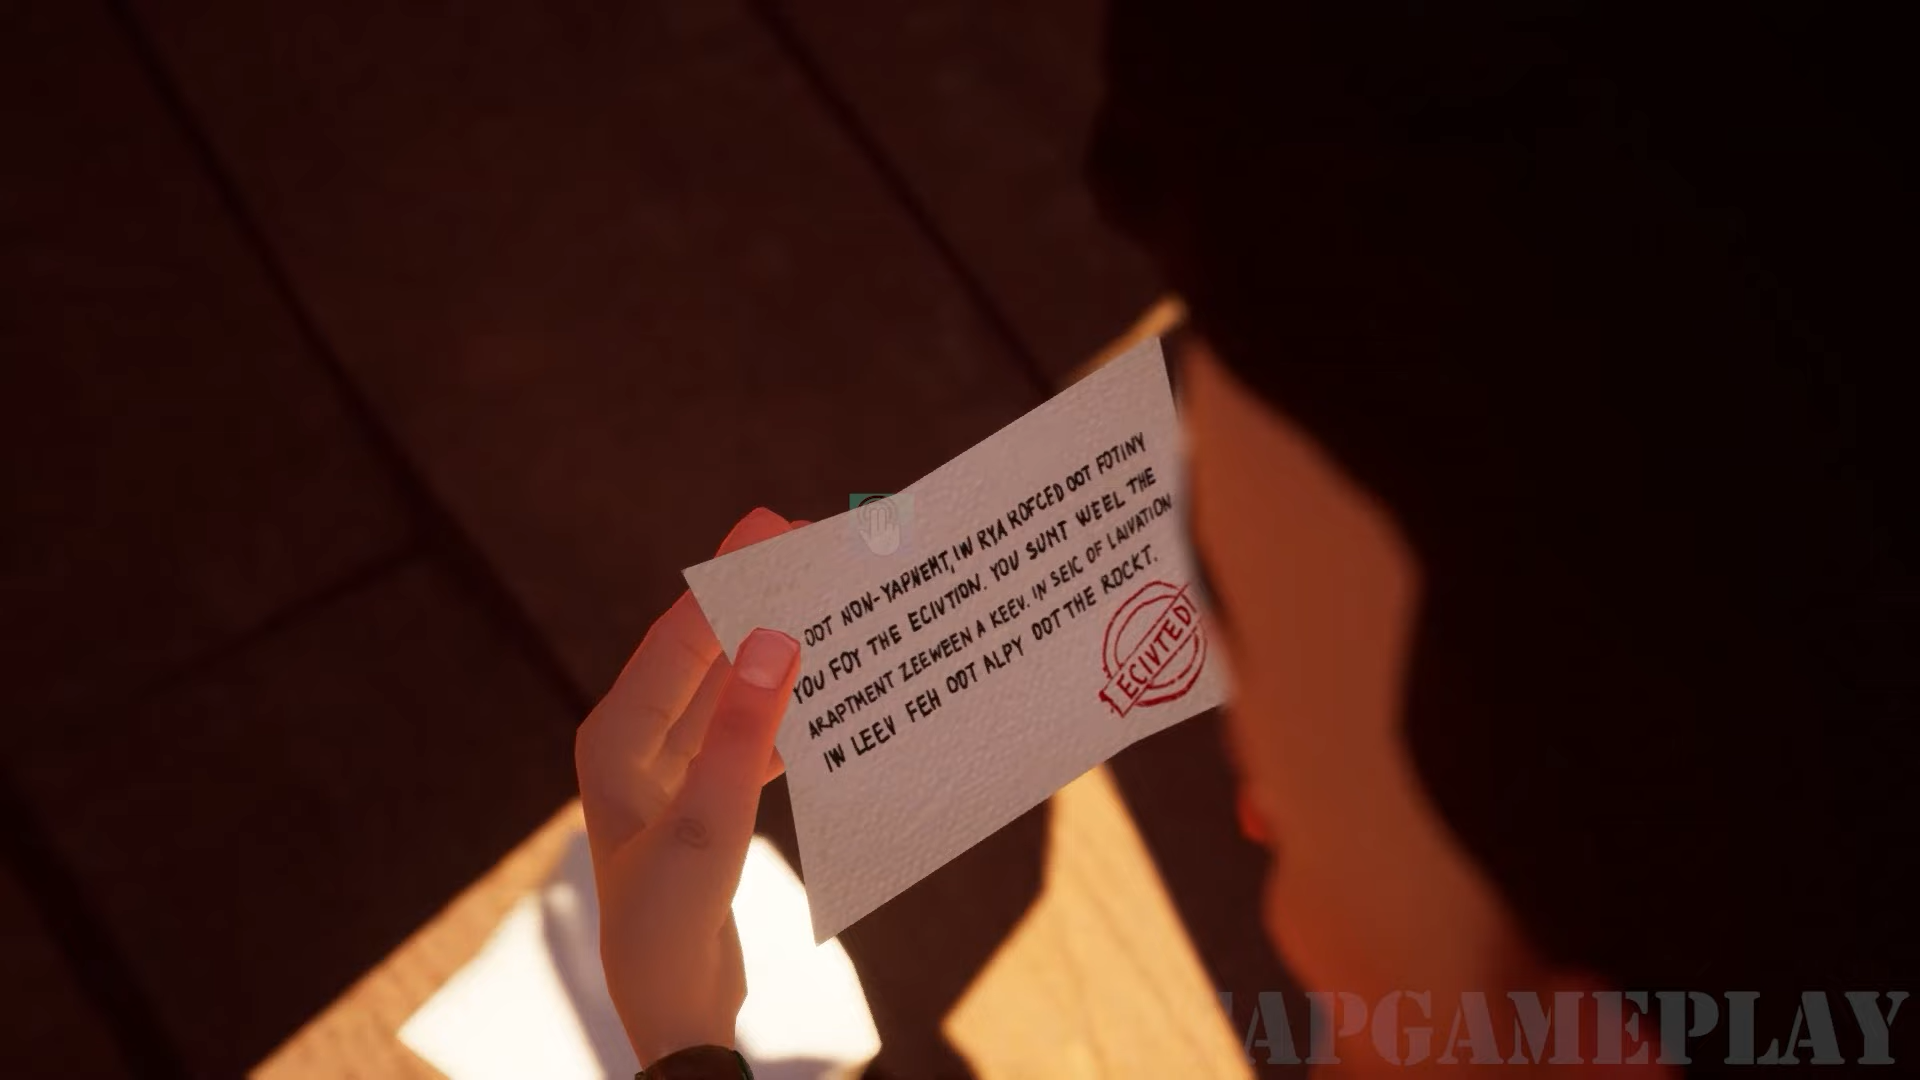 OOT NON-YAPNEMT, IW RYA ROFCED OOT FOTINY
YOU FOY THE ECIVTION. YOU SUMT WEEL THE
ARAPTMENT ZEEWEEN A KEEV. IN SEIC OF LAIVATION
IW LEEV FEH OOT ALPY OOT THE ROCKT.
ECIVTED
APGAMEPLAY